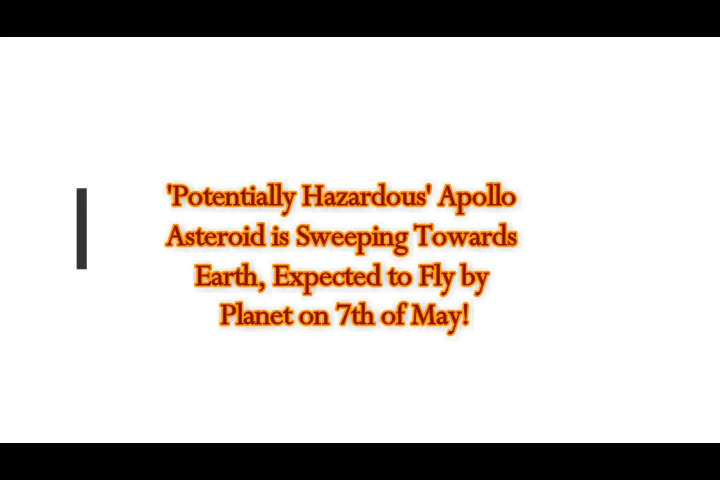 'Potentially Hazardous' Apollo
Asteroid is Sweeping Towards
Earth, Expected to Fly by
Planet on 7th of May!